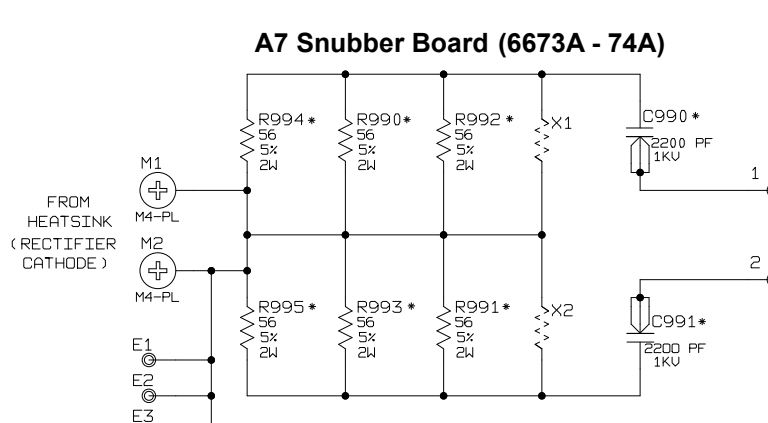 A7 Snubber Board (6673A - 74A)
R994*
56
5%
2W
R990*
56
5%
2W
R992*
56
5%
2W
X1
C990*
2200 PF
1KV
1
M1
M4-PL
FROM
HEATSINK
(RECTIFIER
CATHODE)
M2
M4-PL
2
R995*
56
5%
2W
R993*
56
5%
2W
R991*
56
5%
2W
X2
C991*
2200 PF
1KV
E1
E2
E3